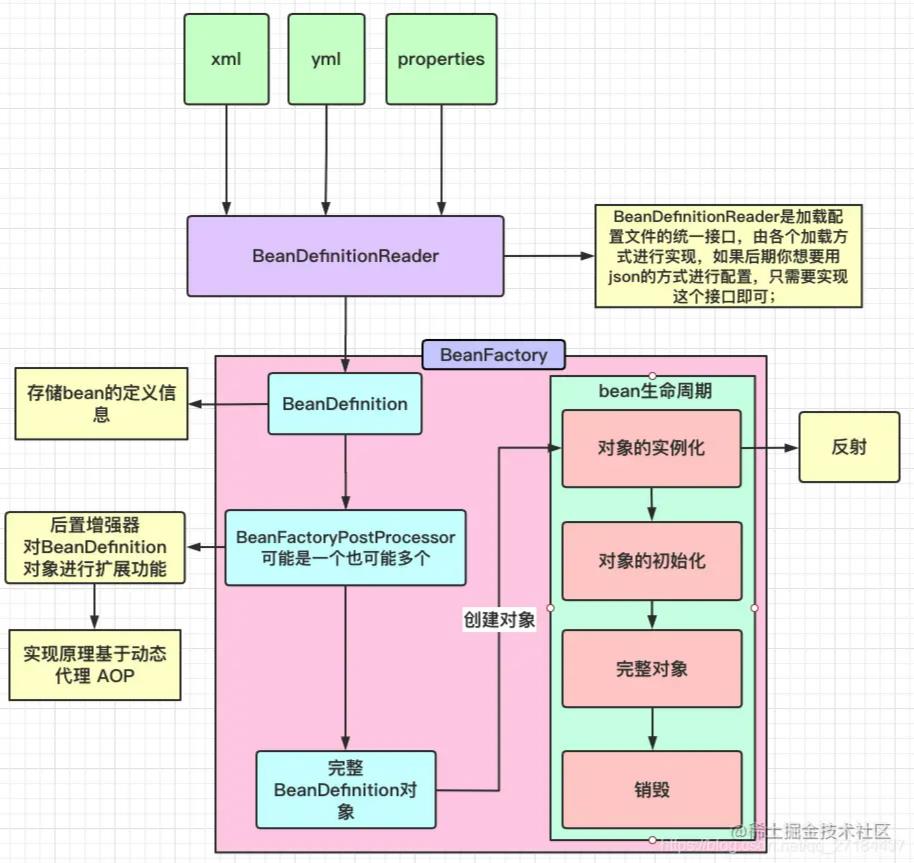 xml
yml
properties
BeanDefinitionReader
BeanDefinitionReader是加载配
置文件的统一接口，由各个加载方
式进行实现，如果后期你想要用
json的方式进行配置，只需要实现
这个接口即可；
BeanFactory
存储bean的定义信
息
BeanDefinition
bean生命周期
对象的实例化
反射
后置增强器
对BeanDefinition
对象进行扩展功能
BeanFactoryPostProcessor
可能是一个也可能多个
对象的初始化
创建对象
实现原理基于动态
代理 AOP
完整对象
完整
BeanDefinition对
象
销毁
@稀土掘金技术社区